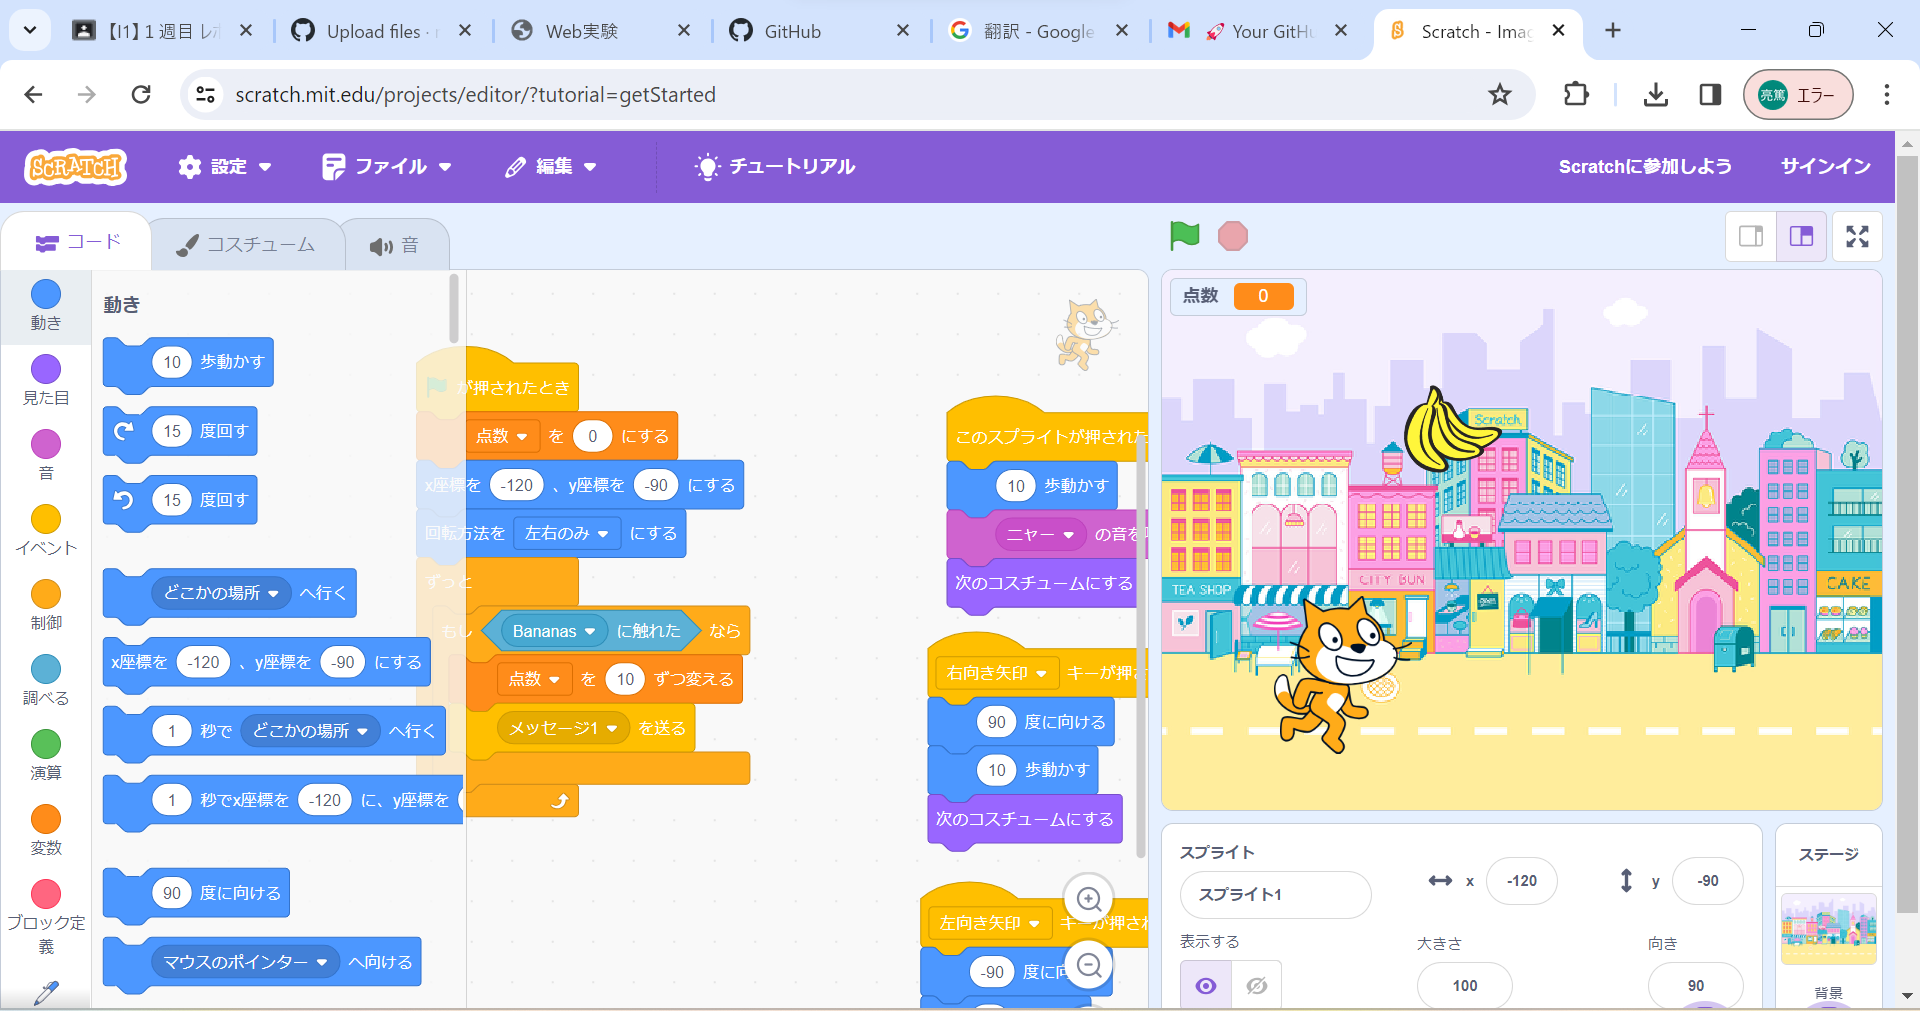 【I1】1 週目 レ
Upload files ·
Web実験
GitHub
翻訳 - Google
🚀 Your GitHu
Scratch - Imag
scratch.mit.edu/projects/editor/?tutorial=getStarted
亮篤 エラー
SCRATCH
設定
ファイル
編集
チュートリアル
Scratchに参加しよう
サインイン
コード
コスチューム
音
動き
見た目
音
イベント
制御
調べる
演算
変数
ブロック定
義
動き
10 歩動かす
15 度回す
15 度回す
どこかの場所 へ行く
x座標を -120 、y座標を -90 にする
1 秒で どこかの場所 へ行く
1 秒でx座標を -120 に、y座標を
90 度に向ける
マウスのポインター へ向ける
が押されたとき
点数 を 0 にする
x座標を -120 、y座標を -90 にする
回転方法を 左右のみ にする
ずっと
もし Bananas に触れた なら
点数 を 10 ずつ変える
メッセージ1 を送る
このスプライトが押された
10 歩動かす
ニャー の音を
次のコスチュームにする
右向き矢印 キーが押さ
90 度に向ける
10 歩動かす
次のコスチュームにする
左向き矢印 キーが押され
-90 度に向
点数 0
Scratch
TEA SHOP
CITY BUN
CAKE
スプライト
スプライト1
x -120
y -90
表示する
大きさ
100
向き
90
ステージ
背景